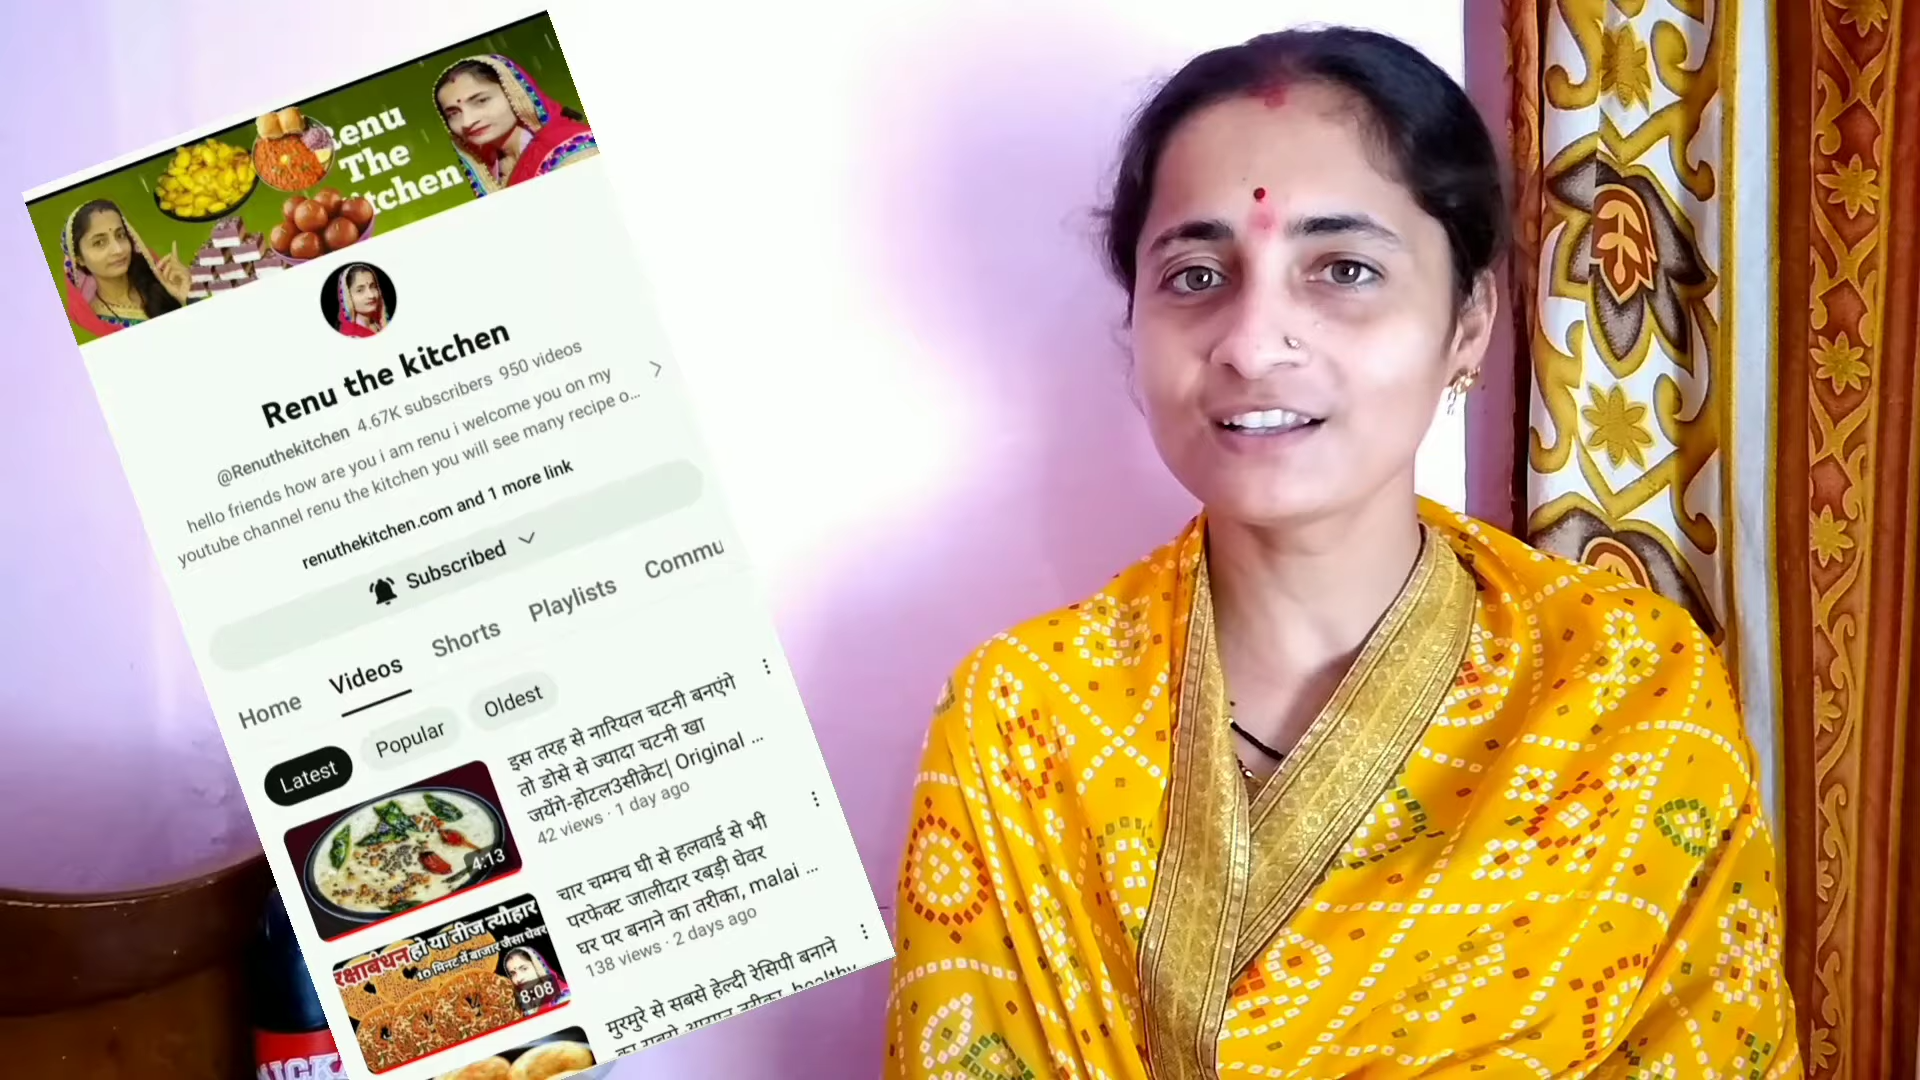 The
Renu the kitchen
@Renuthekitchen 4.67K subscribers 950 videos
hello friends how are you i am renu i welcome you on my
youtube channel renu the kitchen you will see many recipe o...
renuthekitchen.com and 1 more link
Subscribed
Home Videos Shorts Playlists Commu
Latest Popular Oldest
4:13
इस तरह से नारियल चटनी बनएंगे
तो डोसे से ज्यादा चटनी खा
जयेंगे-होटल3सीक्रेट| Original ...
42 views · 1 day ago
रक्षाबंधन हो या तीज त्यौहार
10 मिनट में बाजार जैसा घेवर
8:08
चार चम्मच घी से हलवाई से भी
परफेक्ट जालीदार रबड़ी घेवर
घर पर बनाने का तरीका, malai ...
138 views · 2 days ago
मुरमुरे से सबसे हेल्दी रेसिपी बनाने